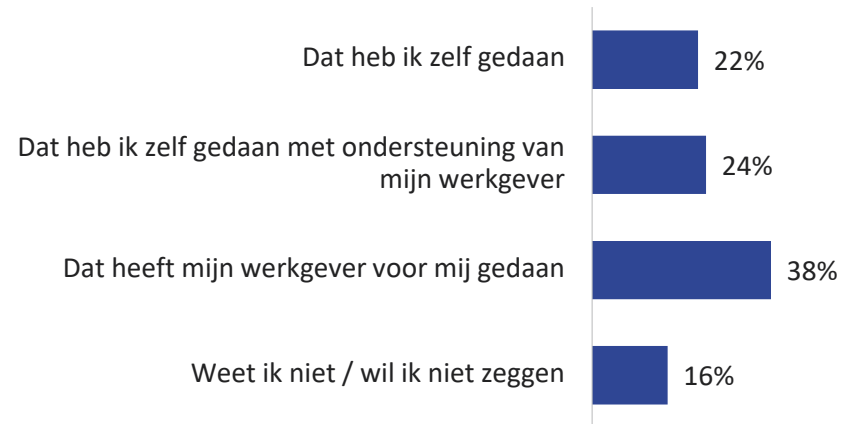 Dat heb ik zelf gedaan
22%
Dat heb ik zelf gedaan met ondersteuning van
mijn werkgever
24%
Dat heeft mijn werkgever voor mij gedaan
38%
Weet ik niet / wil ik niet zeggen
16%